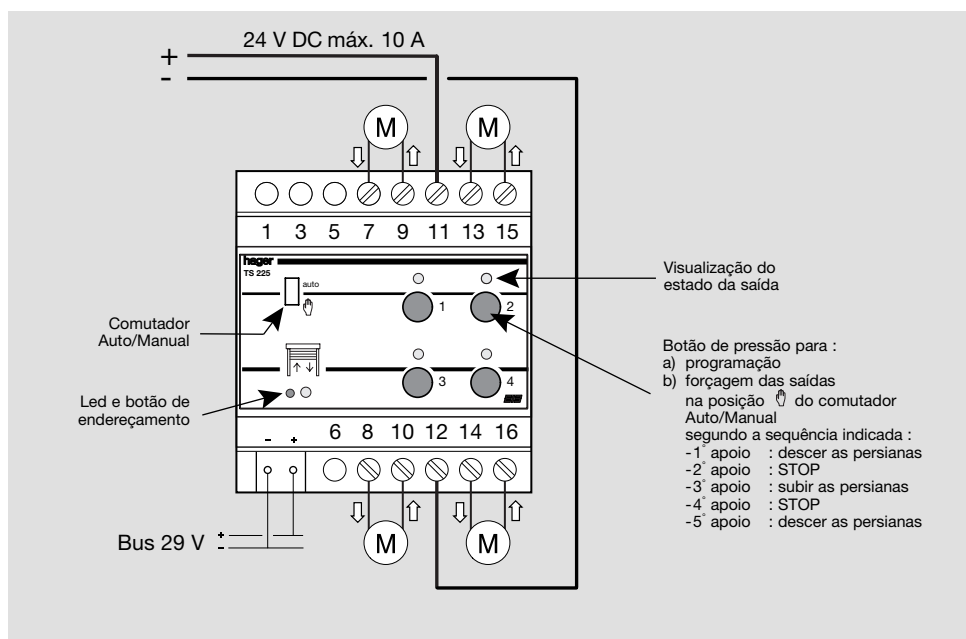 24 V DC máx. 10 A
+
-
M
M
1 3 5 7 9 11 13 15
hager
TS 225
auto
1
2
Visualização do
estado da saída
Comutador
Auto/Manual
Botão de pressão para :
a) programação
b) forçagem das saídas
na posição do comutador
Auto/Manual
segundo a sequência indicada :
-1° apoio : descer as persianas
-2° apoio : STOP
-3° apoio : subir as persianas
-4° apoio : STOP
-5° apoio : descer as persianas
3
4
Led e botão de
endereçamento
- + 6 8 10 12 14 16
Bus 29 V + -
M
M